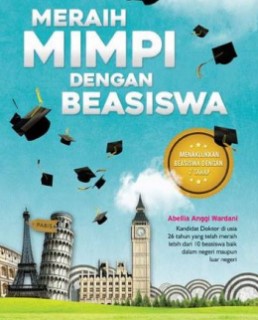 MERAIH
MIMPI
DENGAN
BEASISWA
MENAKLUKKAN
BEASISWA DENGAN
PARIS
Abellia Anggi Wardani
Kandidat Doktor di usia
26 tahun yang telah meraih
lebih dari 10 beasiswa baik
dalam negeri maupun
luar negeri